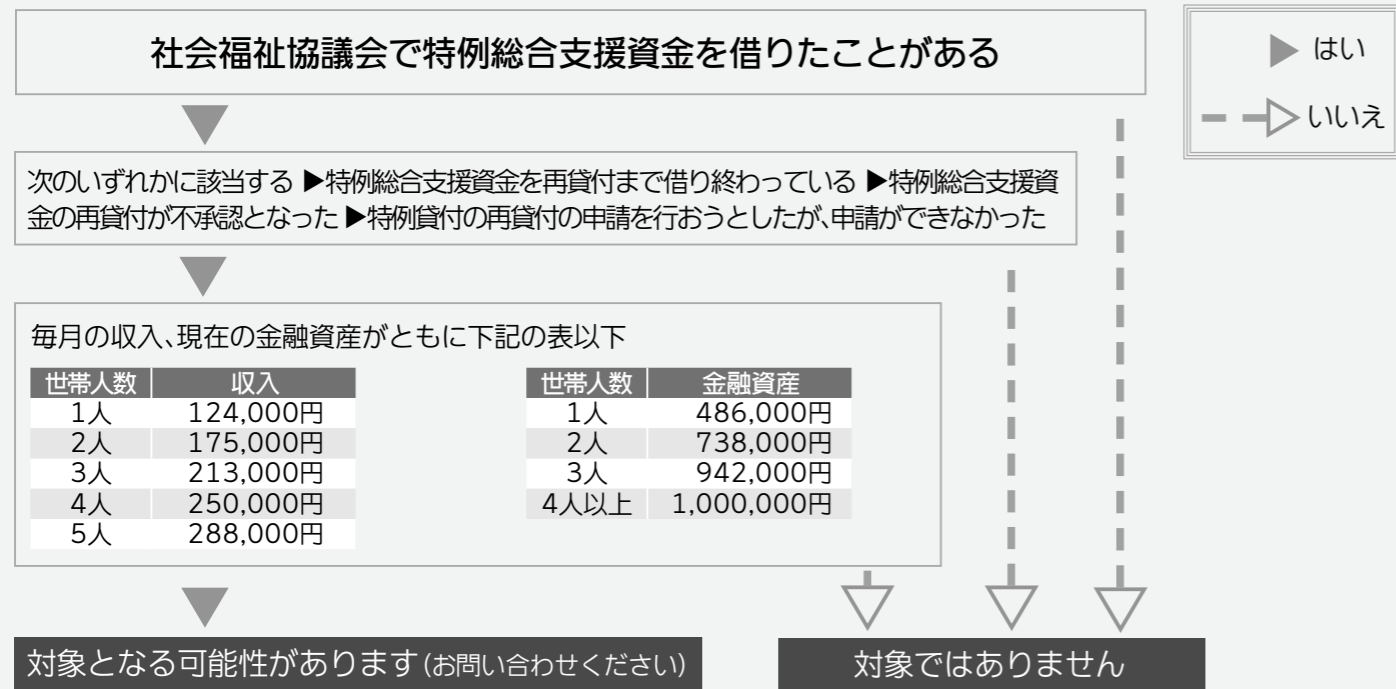 社会福祉協議会で特例総合支援資金を借りたことがある
▶ はい
いいえ
次のいずれかに該当する ▶特例総合支援資金を再貸付まで借り終わっている ▶特例総合支援資
金の再貸付が不承認となった ▶特例貸付の再貸付の申請を行おうとしたが、申請ができなかった
毎月の収入、現在の金融資産がともに下記の表以下
世帯人数 収入
1人 124,000円
2人 175,000円
3人 213,000円
4人 250,000円
5人 288,000円
世帯人数 金融資産
1人 486,000円
2人 738,000円
3人 942,000円
4人以上 1,000,000円
対象となる可能性があります(お問い合わせください)
対象ではありません